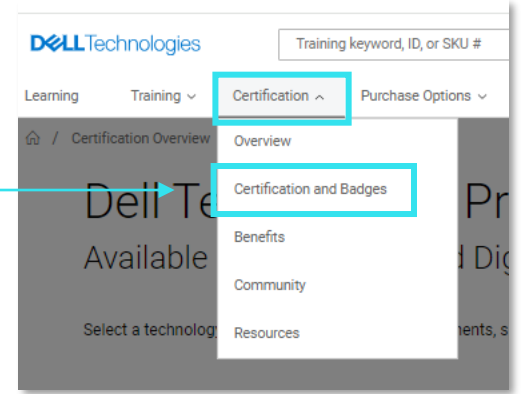 DELLTechnologies
Training keyword, ID, or SKU #
Learning Training Certification Purchase Options
/ Certification Overview
Overview
Certification and Badges
Dell Te Pr
Benefits
Available d Dig
Community
Select a technology ents, s
Resources